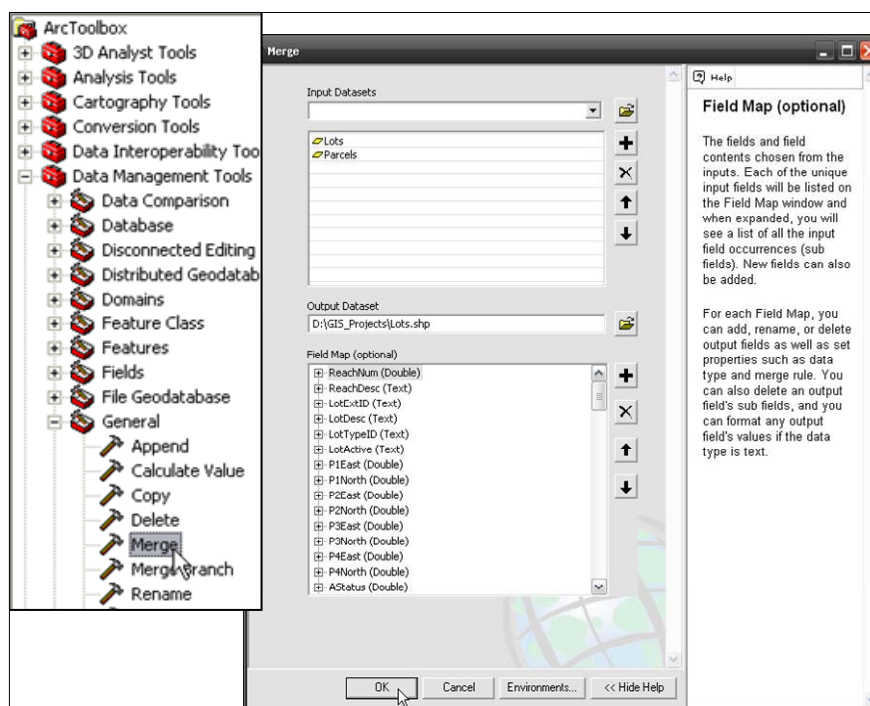 ArcToolbox
3D Analyst Tools
Analysis Tools
Cartography Tools
Conversion Tools
Data Interoperability Too
Data Management Tools
Data Comparison
Database
Disconnected Editing
Distributed Geodatab
Domains
Feature Class
Features
Fields
File Geodatabase
General
Append
Calculate Value
Copy
Delete
Merge
Merge Branch
Rename
Merge
Input Datasets
Lots
Parcels
Output Dataset
D:\GIS_Projects\Lots.shp
Field Map (optional)
ReachNum (Double)
ReachDesc (Text)
LotExtID (Text)
LotDesc (Text)
LotTypeID (Text)
LotActive (Text)
P1East (Double)
P1North (Double)
P2East (Double)
P2North (Double)
P3East (Double)
P3North (Double)
P4East (Double)
P4North (Double)
AStatus (Double)
OK
Cancel
Environments...
<< Hide Help
Help
Field Map (optional)
The fields and field
contents chosen from the
inputs. Each of the unique
input fields will be listed on
the Field Map window and
when expanded, you will
see a list of all the input
field occurrences (sub
fields). New fields can also
be added.
For each Field Map, you
can add, rename, or delete
output fields as well as set
properties such as data
type and merge rule. You
can also delete an output
field's sub fields, and you
can format any output
field's values if the data
type is text.